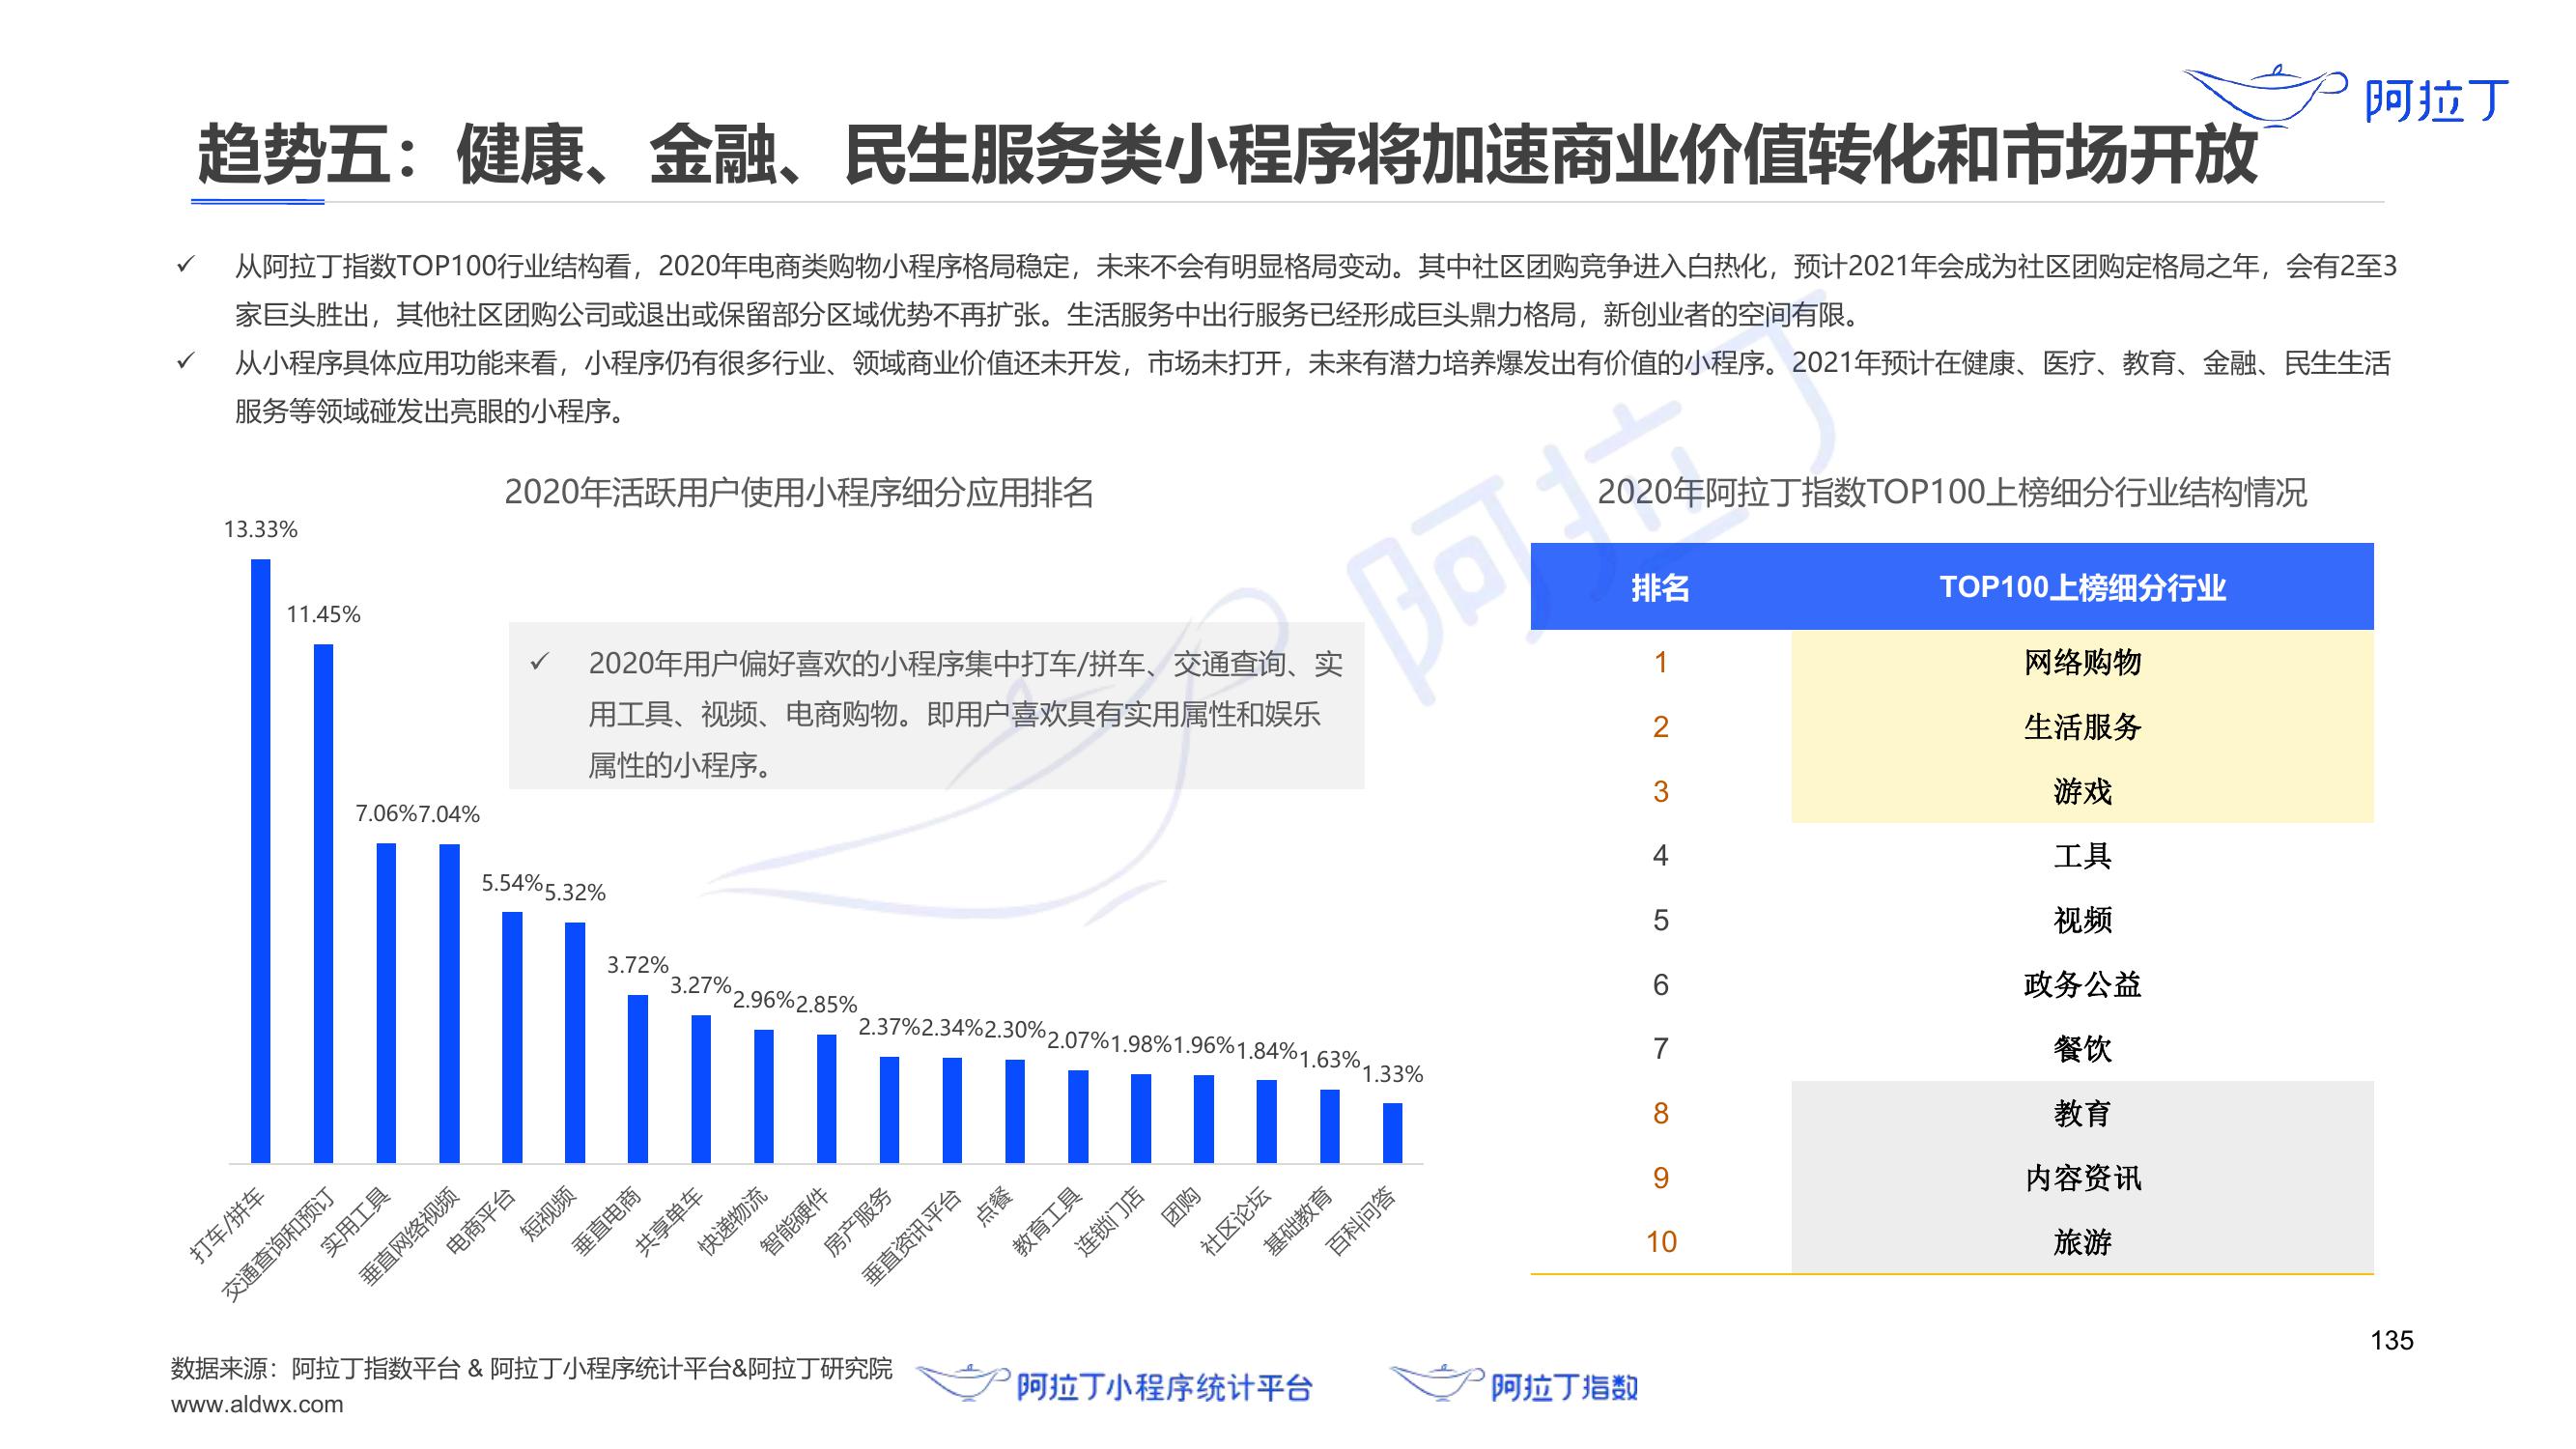 阿拉丁
趋势五：健康、金融、民生服务类小程序将加速商业价值转化和市场开放
✓ 从阿拉丁指数TOP100行业结构看，2020年电商类购物小程序格局稳定，未来不会有明显格局变动。其中社区团购竞争进入白热化，预计2021年会成为社区团购定格局之年，会有2至3
家巨头胜出，其他社区团购公司或退出或保留部分区域优势不再扩张。生活服务中出行服务已经形成巨头鼎力格局，新创业者的空间有限。
✓ 从小程序具体应用功能来看，小程序仍有很多行业、领域商业价值还未开发，市场未打开，未来有潜力培养爆发出有价值的小程序。2021年预计在健康、医疗、教育、金融、民生生活
服务等领域碰发出亮眼的小程序。
2020年活跃用户使用小程序细分应用排名
13.33%
11.45%
7.06%
7.04%
5.54%
5.32%
3.72%
3.27%
2.96%
2.85%
2.37%
2.34%
2.30%
2.07%
1.98%
1.96%
1.84%
1.63%
1.33%
✓ 2020年用户偏好喜欢的小程序集中打车/拼车、交通查询、实
用工具、视频、电商购物。即用户喜欢具有实用属性和娱乐
属性的小程序。
打车/拼车
交通查询和预订
实用工具
垂直网络视频
电商平台
短视频
垂直电商
共享单车
快递物流
智能硬件
房产服务
垂直资讯平台
点餐
教育工具
连锁门店
团购
社区论坛
基础教育
百科问答
2020年阿拉丁指数TOP100上榜细分行业结构情况
排名 TOP100上榜细分行业
1 网络购物
2 生活服务
3 游戏
4 工具
5 视频
6 政务公益
7 餐饮
8 教育
9 内容资讯
10 旅游
阿拉丁
数据来源：阿拉丁指数平台 & 阿拉丁小程序统计平台&阿拉丁研究院
www.aldwx.com
阿拉丁小程序统计平台
阿拉丁指数
135